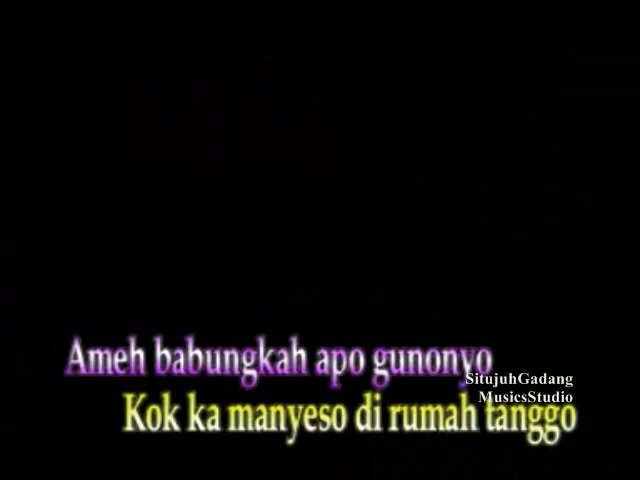 Ameh babungkah apo gunonyo
SitujuhGadang
MusicsStudio
Kok ka manyeso di rumah tanggo